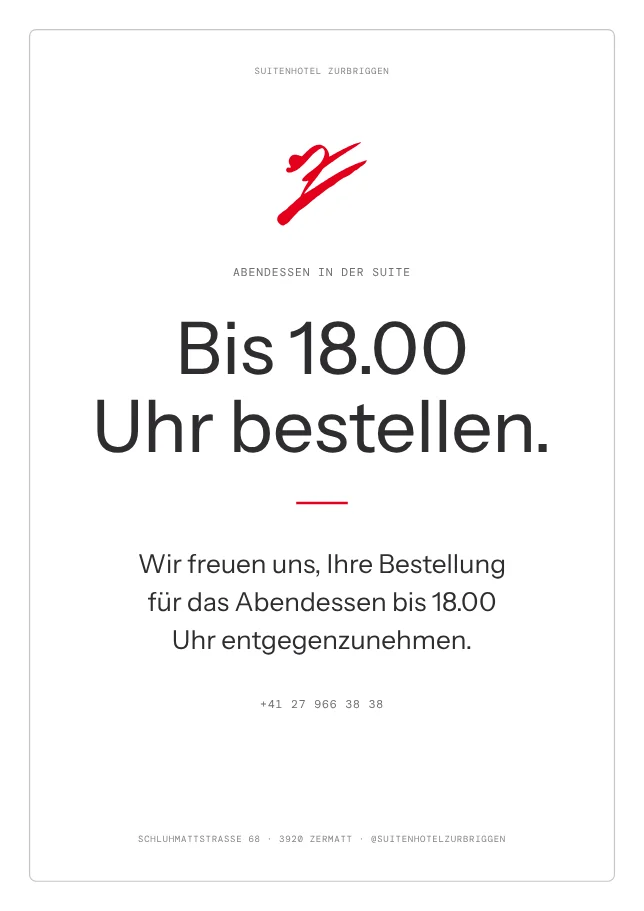 SUITENHOTEL ZURBRIGGEN
ABENDESSEN IN DER SUITE
Bis 18.00
Uhr bestellen.
Wir freuen uns, Ihre Bestellung
für das Abendessen bis 18.00
Uhr entgegenzunehmen.
+41 27 966 38 38
SCHLUHMATTSTRASSE 68 · 3920 ZERMATT · @SUITENHOTELZURBRIGGEN